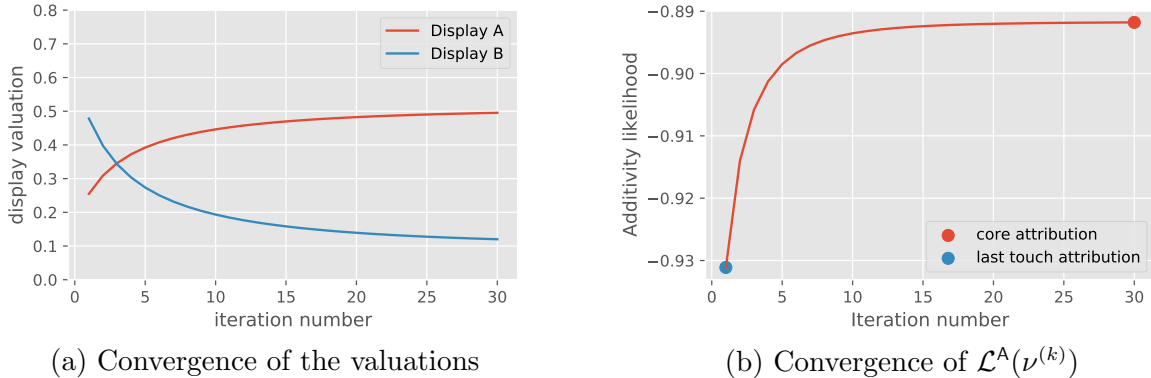 0.8
0.7
0.6
0.5
0.4
0.3
0.2
0.1
0.0
display valuation
Display A
Display B
0 5 10 15 20 25 30
iteration number
(a) Convergence of the valuations
−0.89
−0.90
−0.91
−0.92
−0.93
Additivity likelihood
core attribution
last touch attribution
0 5 10 15 20 25 30
Iteration number
(b) Convergence of 𝓛ᴬ(ν⁽ᵏ⁾)